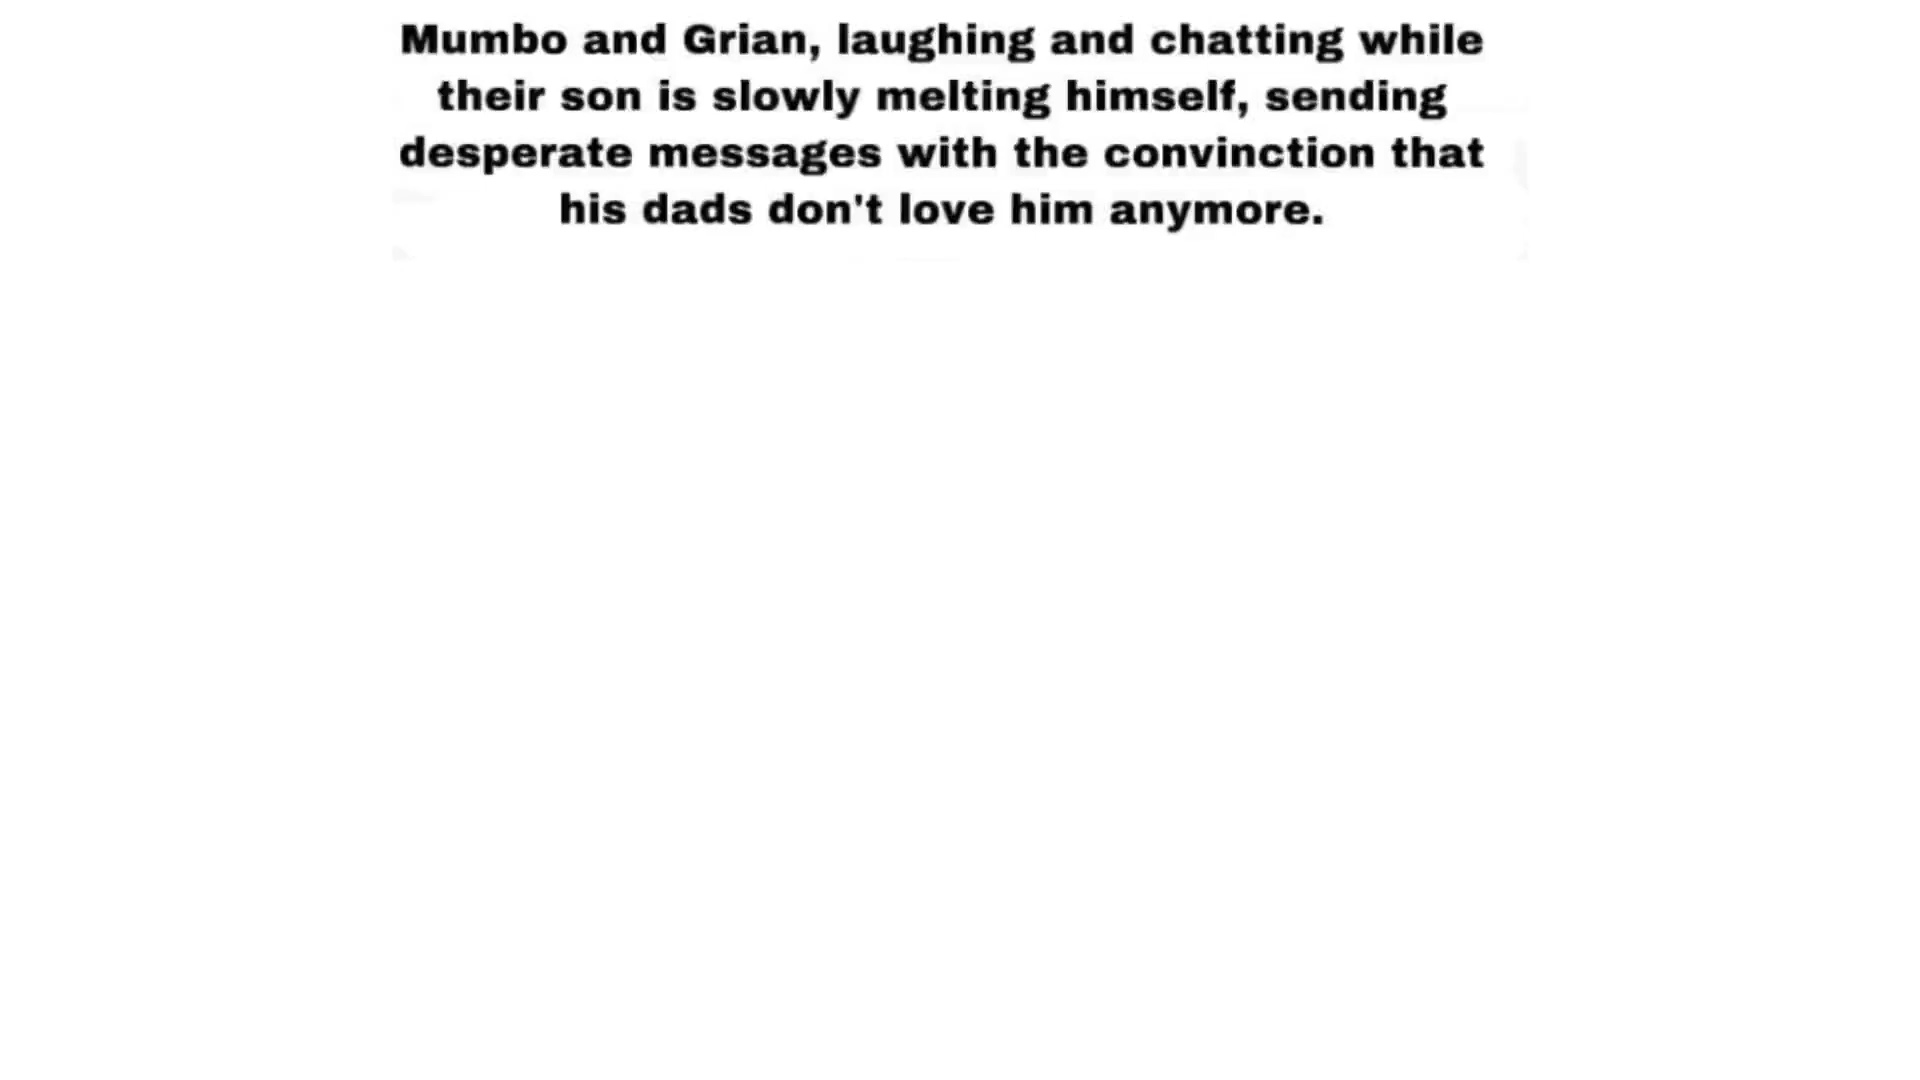 Mumbo and Grian, laughing and chatting while
their son is slowly melting himself, sending
desperate messages with the convinction that
his dads don't love him anymore.